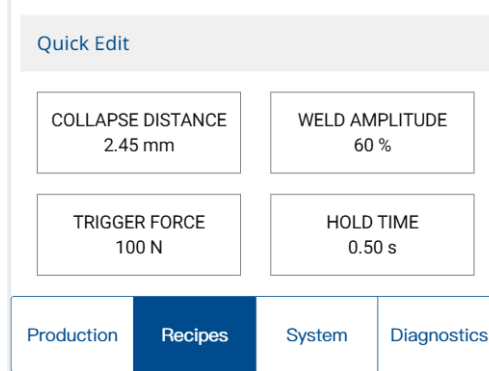 Quick Edit
COLLAPSE DISTANCE
2.45 mm
WELD AMPLITUDE
60 %
TRIGGER FORCE
100 N
HOLD TIME
0.50 s
Production
Recipes
System
Diagnostics